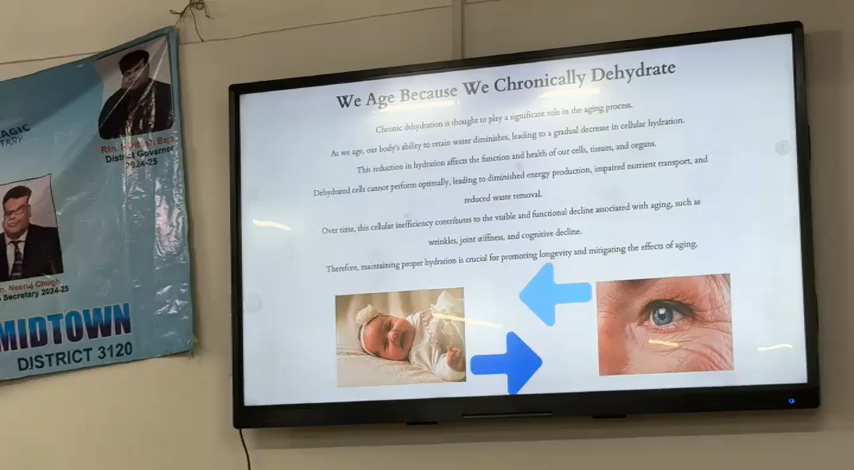 We Age Because We Chronically Dehydrate
Chronic dehydration is thought to play a significant role in the aging process.
As we age, our body's ability to retain water diminishes, leading to a gradual decrease in cellular hydration.
This reduction in hydration affects the function and health of our cells, tissues, and organs.
Dehydrated cells cannot perform optimally, leading to diminished energy production, impaired nutrient transport, and
reduced waste removal.
Over time, this cellular inefficiency contributes to the visible and functional decline associated with aging, such as
wrinkles, joint stiffness, and cognitive decline.
Therefore, maintaining proper hydration is crucial for promoting longevity and mitigating the effects of aging.
AGIC
TARY
Rtn.
District Governor
2024-25
n. Neeraj Chugh
Secretary 2024-25
MIDTOWN
DISTRICT 3120